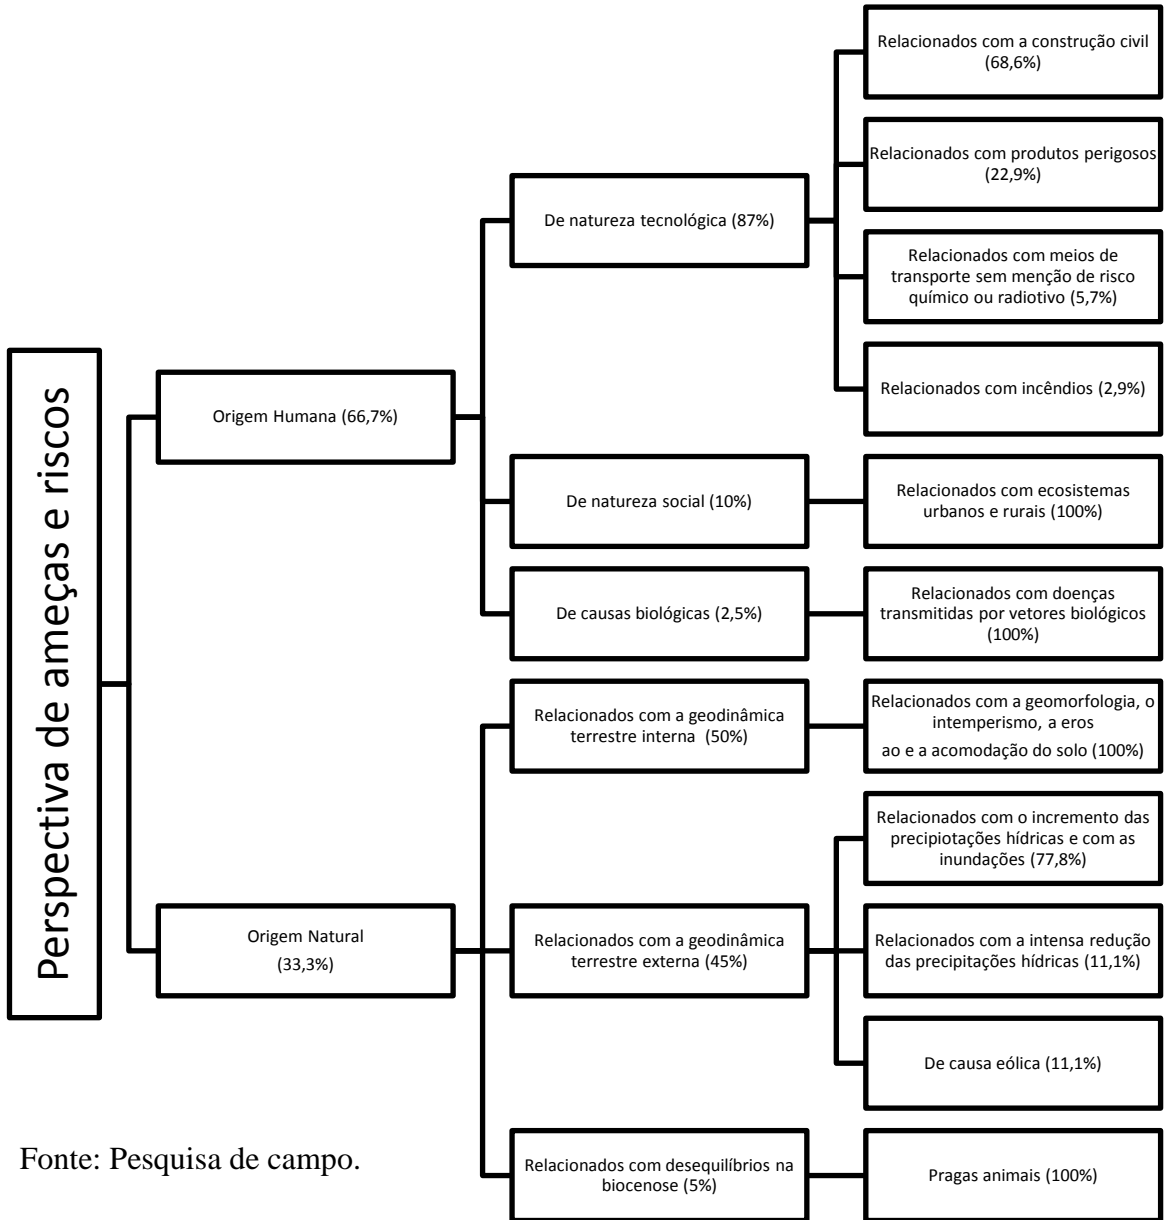 Perspectiva de ameças e riscos
Origem Humana (66,7%)
De natureza tecnológica (87%)
Relacionados com a construção civil
(68,6%)
Relacionados com produtos perigosos
(22,9%)
Relacionados com meios de
transporte sem menção de risco
químico ou radiotivo (5,7%)
Relacionados com incêndios (2,9%)
De natureza social (10%)
Relacionados com ecosistemas
urbanos e rurais (100%)
De causas biológicas (2,5%)
Relacionados com doenças
transmitidas por vetores biológicos
(100%)
Origem Natural
(33,3%)
Relacionados com a geodinâmica
terrestre interna (50%)
Relacionados com a geomorfologia, o
intemperismo, a eros
ao e a acomodação do solo (100%)
Relacionados com a geodinâmica
terrestre externa (45%)
Relacionados com o incremento das
precipiotações hídricas e com as
inundações (77,8%)
Relacionados com a intensa redução
das precipitações hídricas (11,1%)
De causa eólica (11,1%)
Relacionados com desequilíbrios na
biocenose (5%)
Pragas animais (100%)
Fonte: Pesquisa de campo.